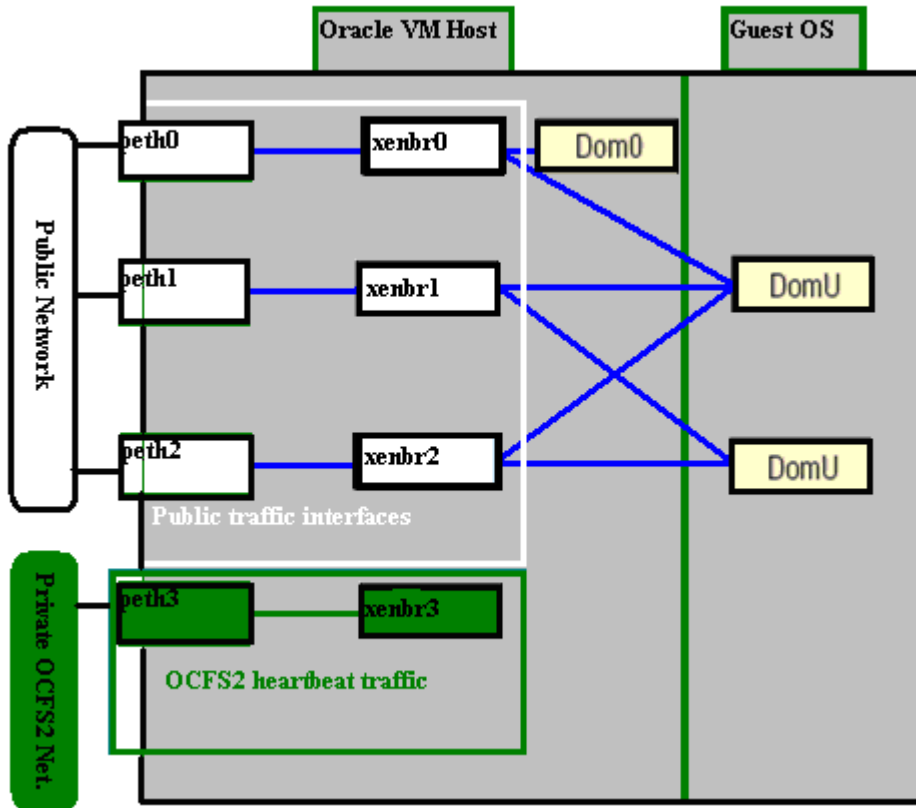 Oracle VM Host
Guest OS
Public Network
peth0
xenbr0
Dom0
peth1
xenbr1
DomU
peth2
xenbr2
DomU
Public traffic interfaces
Private OCFS2 Net.
peth3
xenbr3
OCFS2 heartbeat traffic